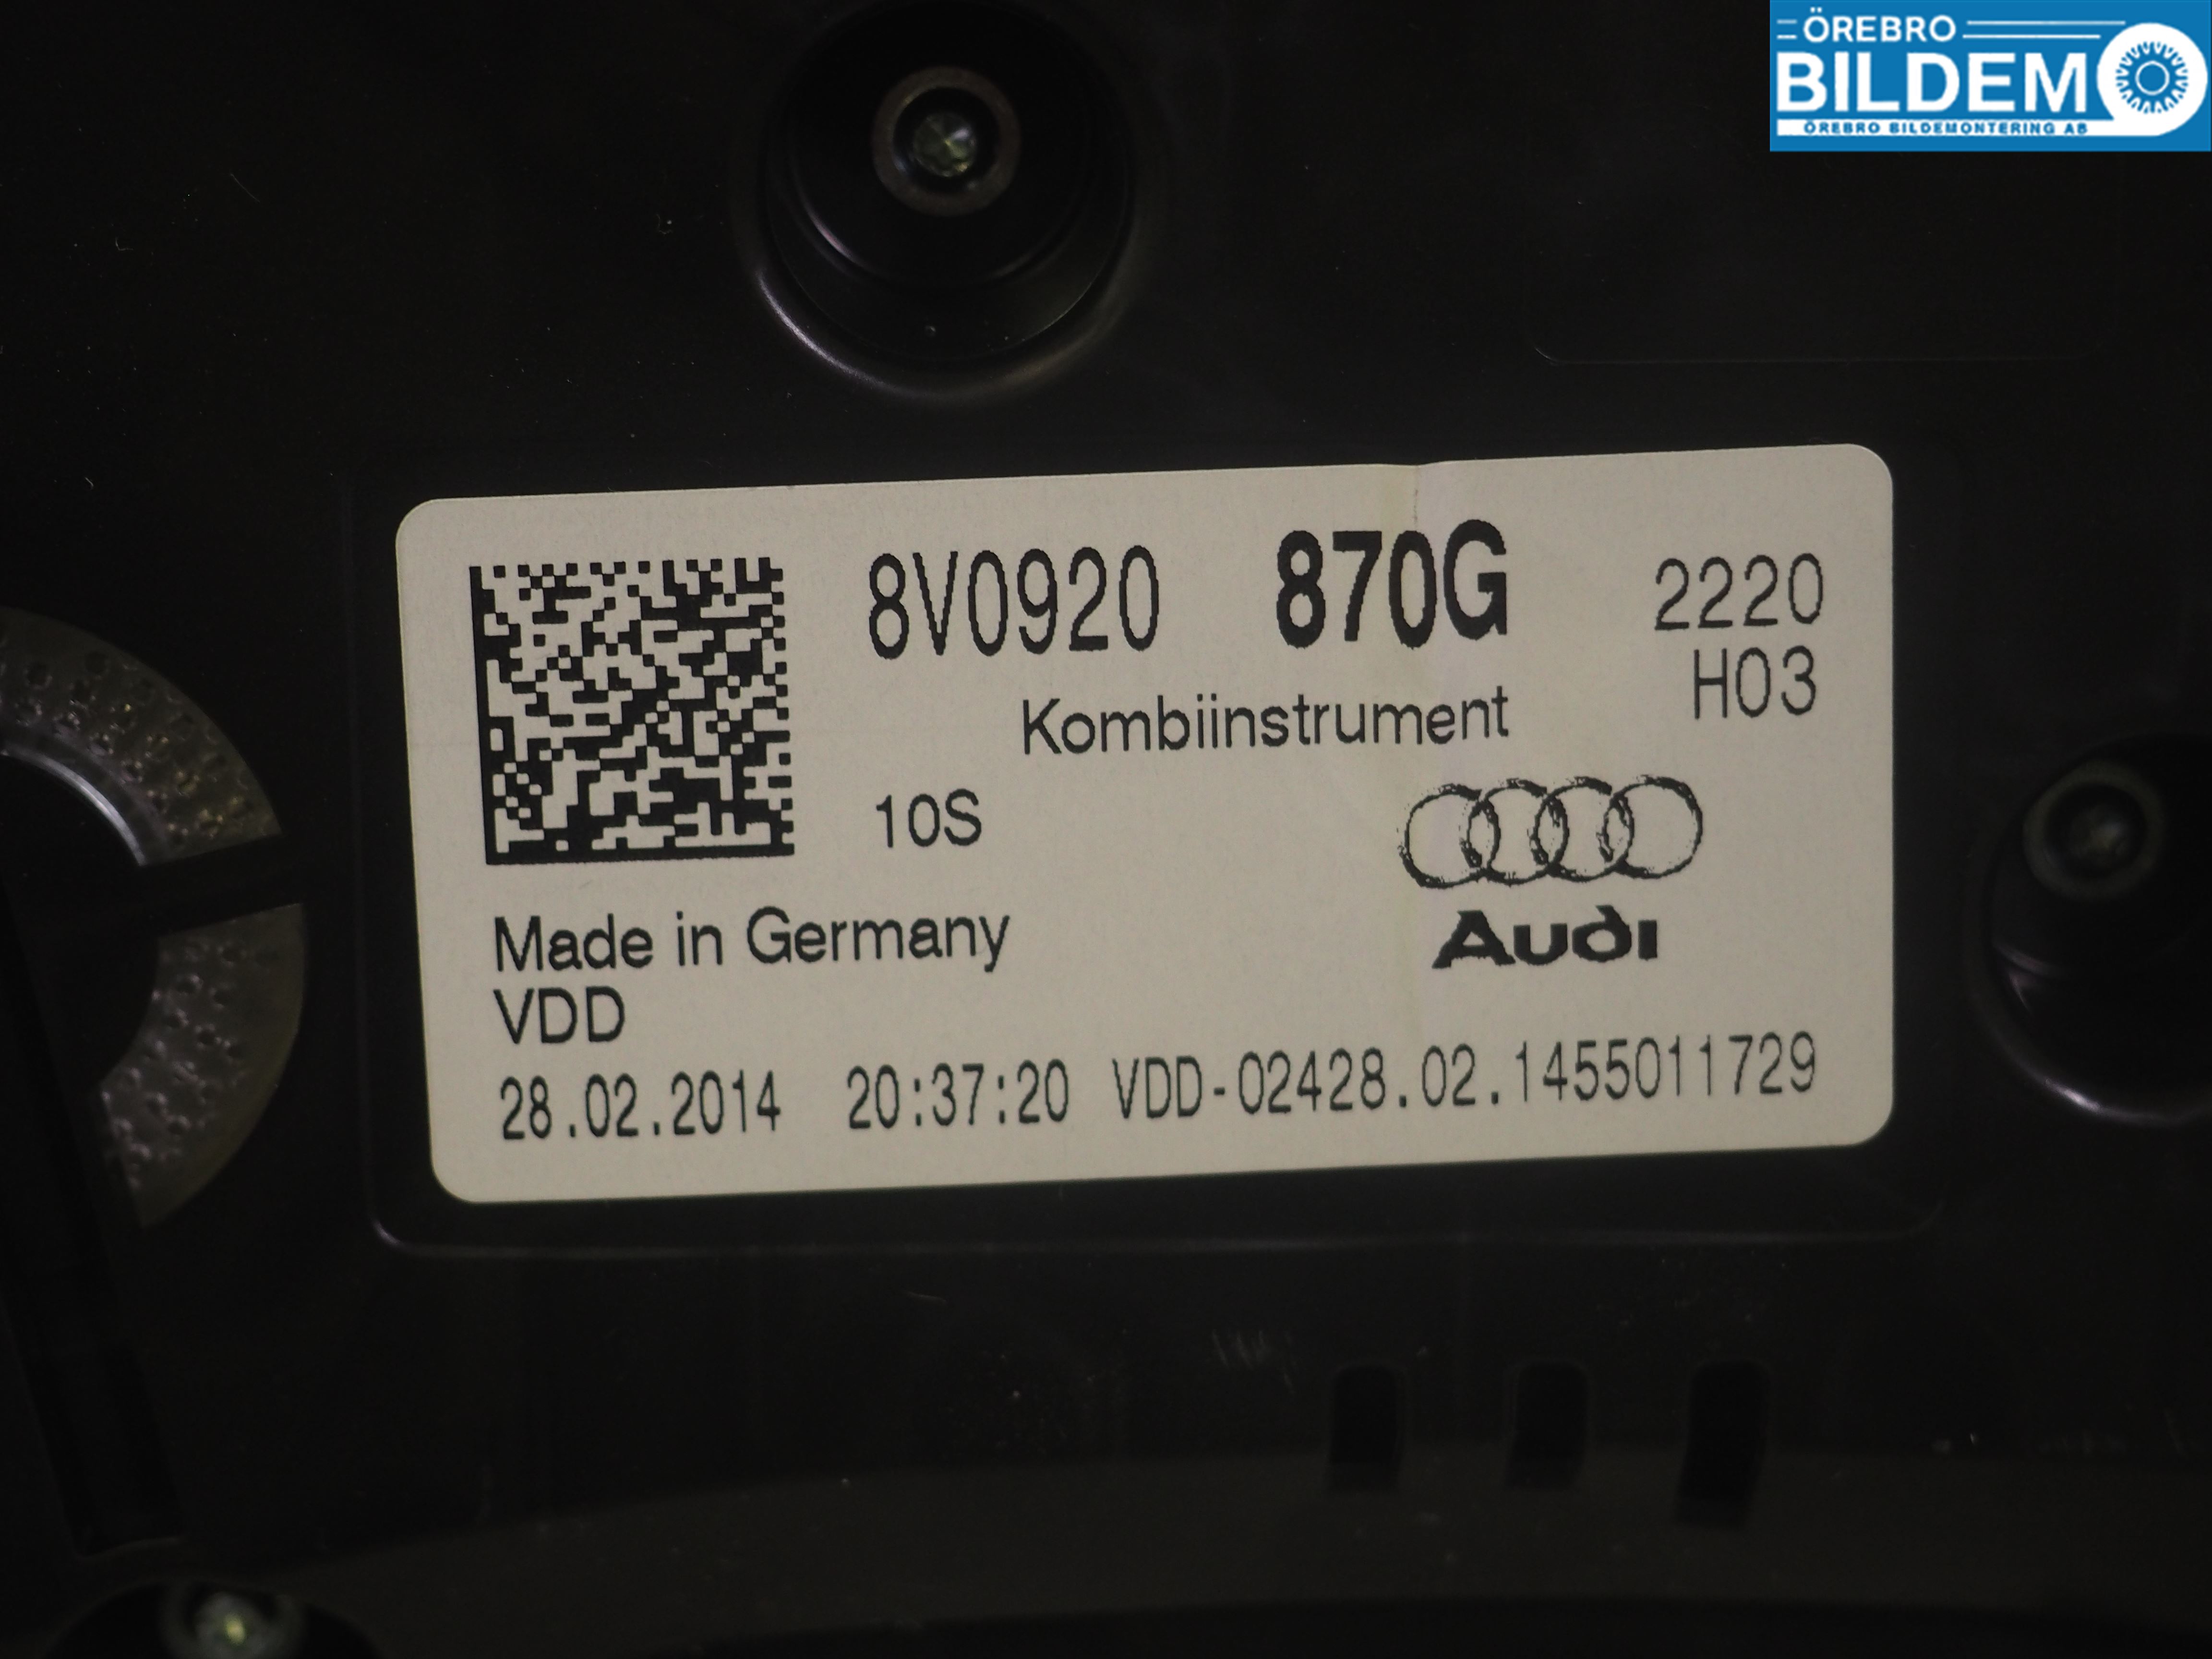 ÖREBRO
BILDEM
ÖREBRO BILDEMONTERING AB
8V0920 870G 2220
H03
Kombiinstrument
10S
Audi
Made in Germany
VDD
28.02.2014 20:37:20 VDD-02428.02.1455011729